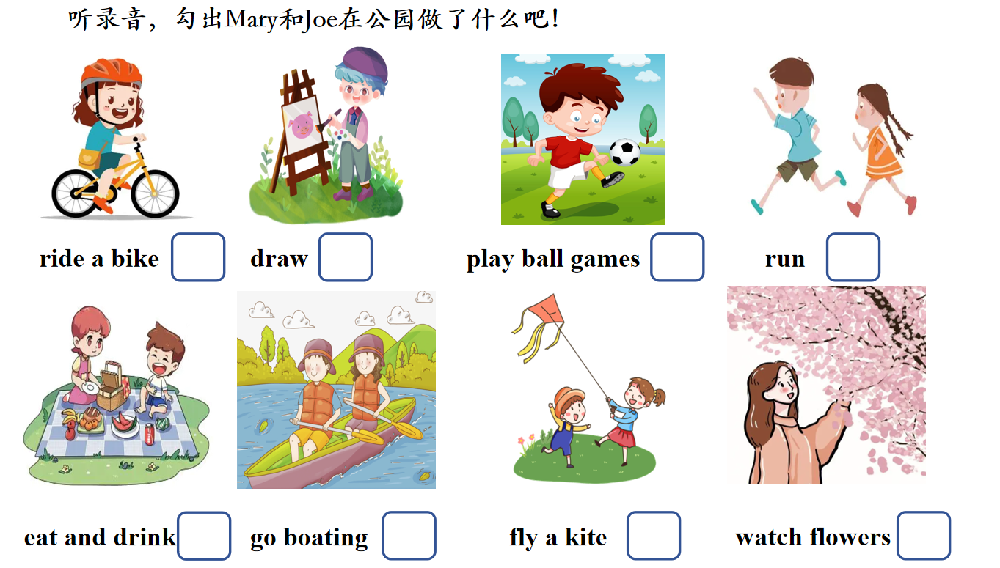 听录音，勾出Mary和Joe在公园做了什么吧！
ride a bike
draw
play ball games
run
eat and drink
go boating
fly a kite
watch flowers